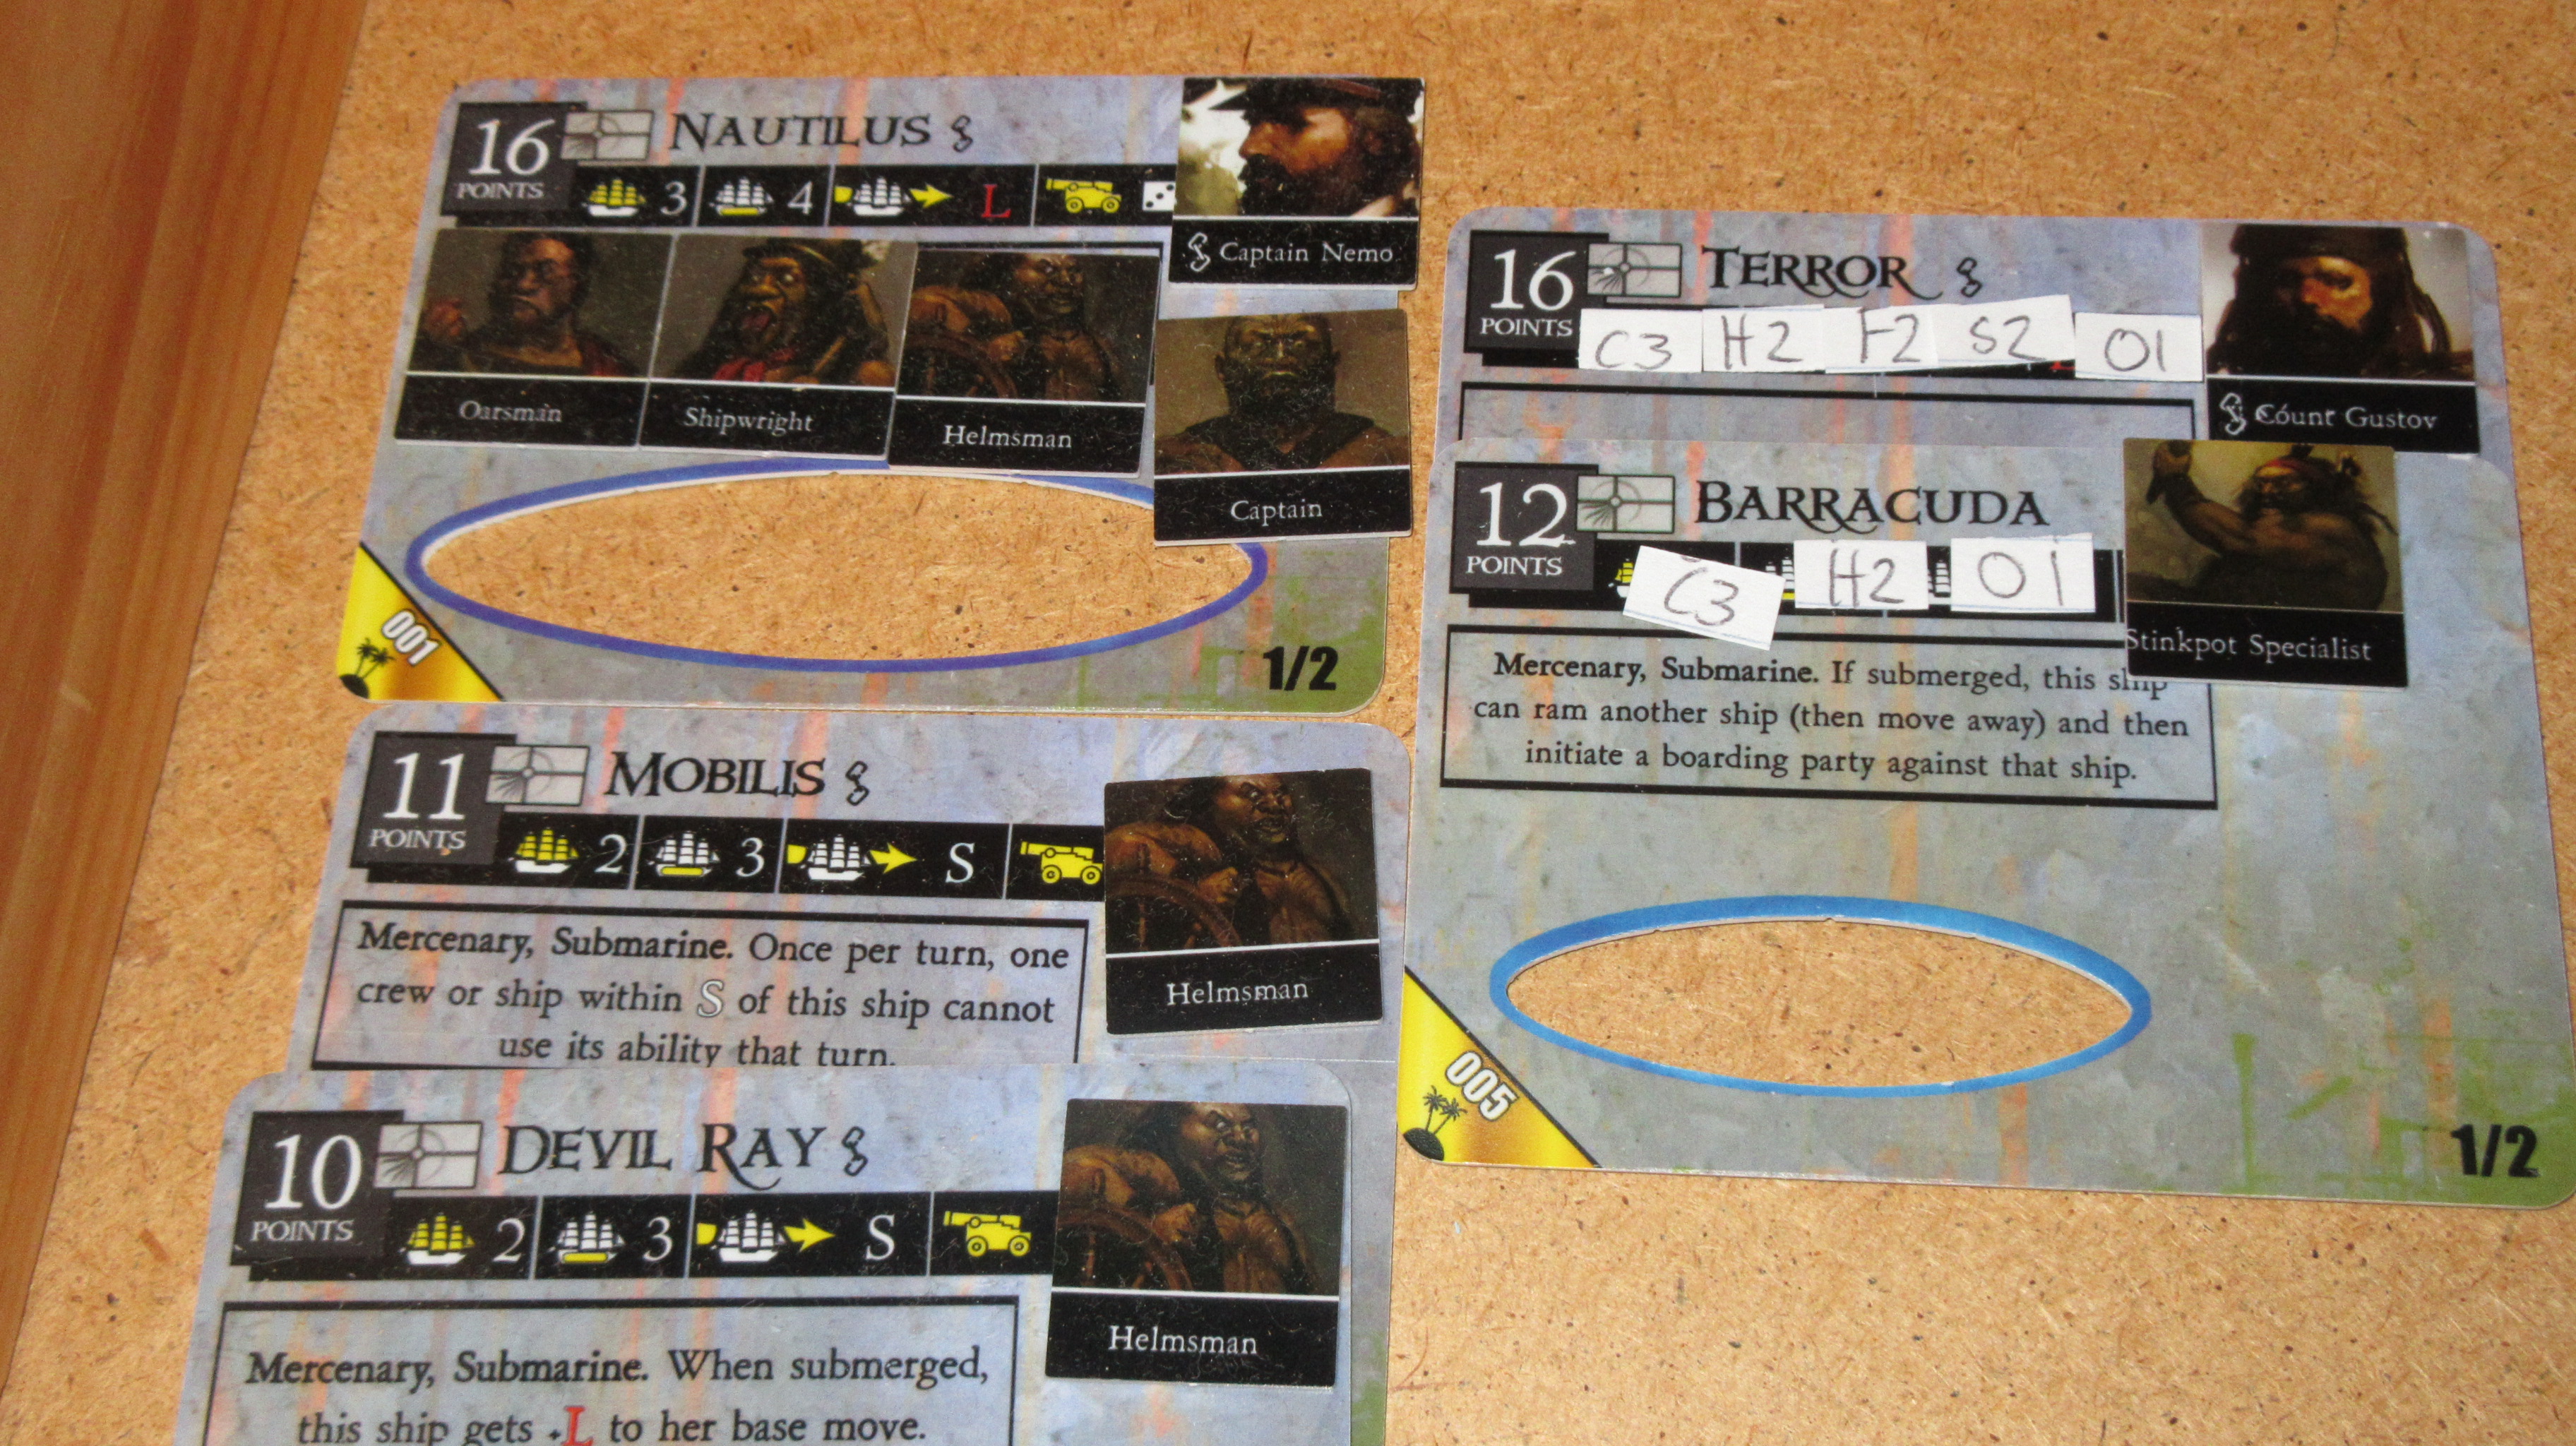 16
POINTS
NAUTILUS
3
4
L
Captain Nemo
Oarsman
Shipwright
Helmsman
Captain
001
1/2
11
POINTS
MOBILIS
2
3
S
Mercenary, Submarine. Once per turn, one
crew or ship within S of this ship cannot
use its ability that turn.
Helmsman
10
POINTS
DEVIL RAY
2
3
S
Mercenary, Submarine. When submerged,
this ship gets +L to her base move.
Helmsman
16
POINTS
TERROR
C3
H2
F2
S2
O1
Count Gustov
12
POINTS
BARRACUDA
C3
H2
O1
Stinkpot Specialist
Mercenary, Submarine. If submerged, this ship
can ram another ship (then move away) and then
initiate a boarding party against that ship.
005
1/2